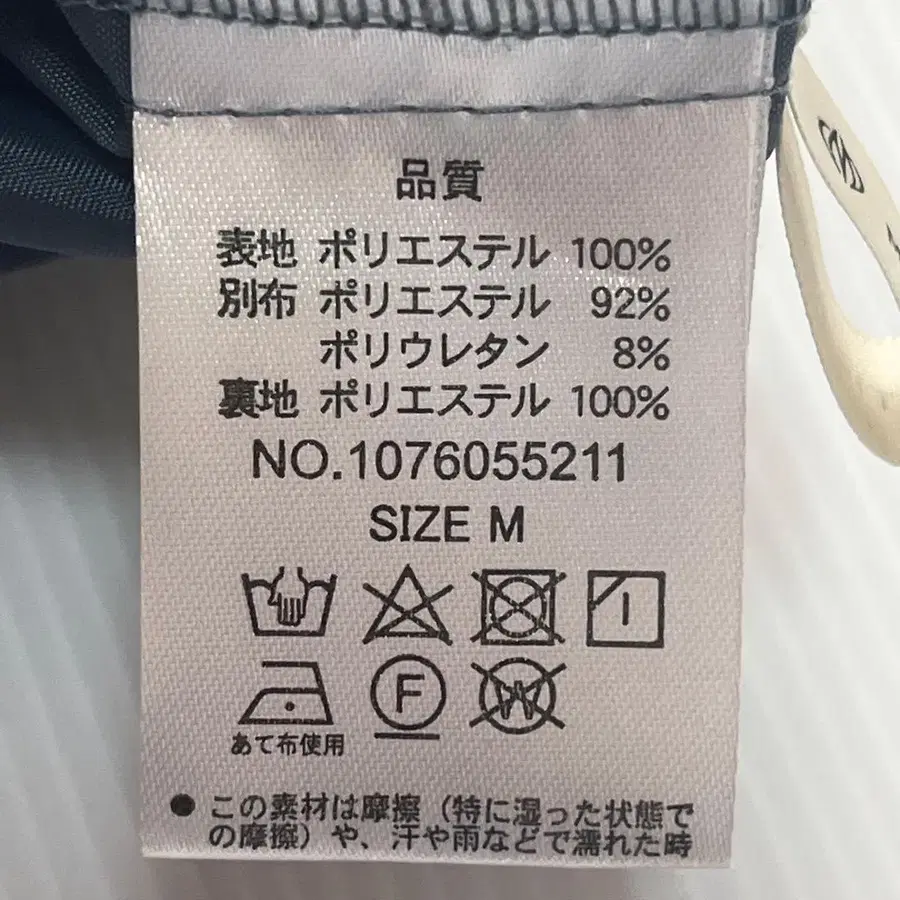 品質
表地 ポリエステル 100%
別布 ポリエステル 92%
ポリウレタン 8%
裏地 ポリエステル 100%
NO.1076055211
SIZE M
F W
あて布使用
● この素材は摩擦（特に湿った状態で
の摩擦）や、汗や雨などで濡れた時